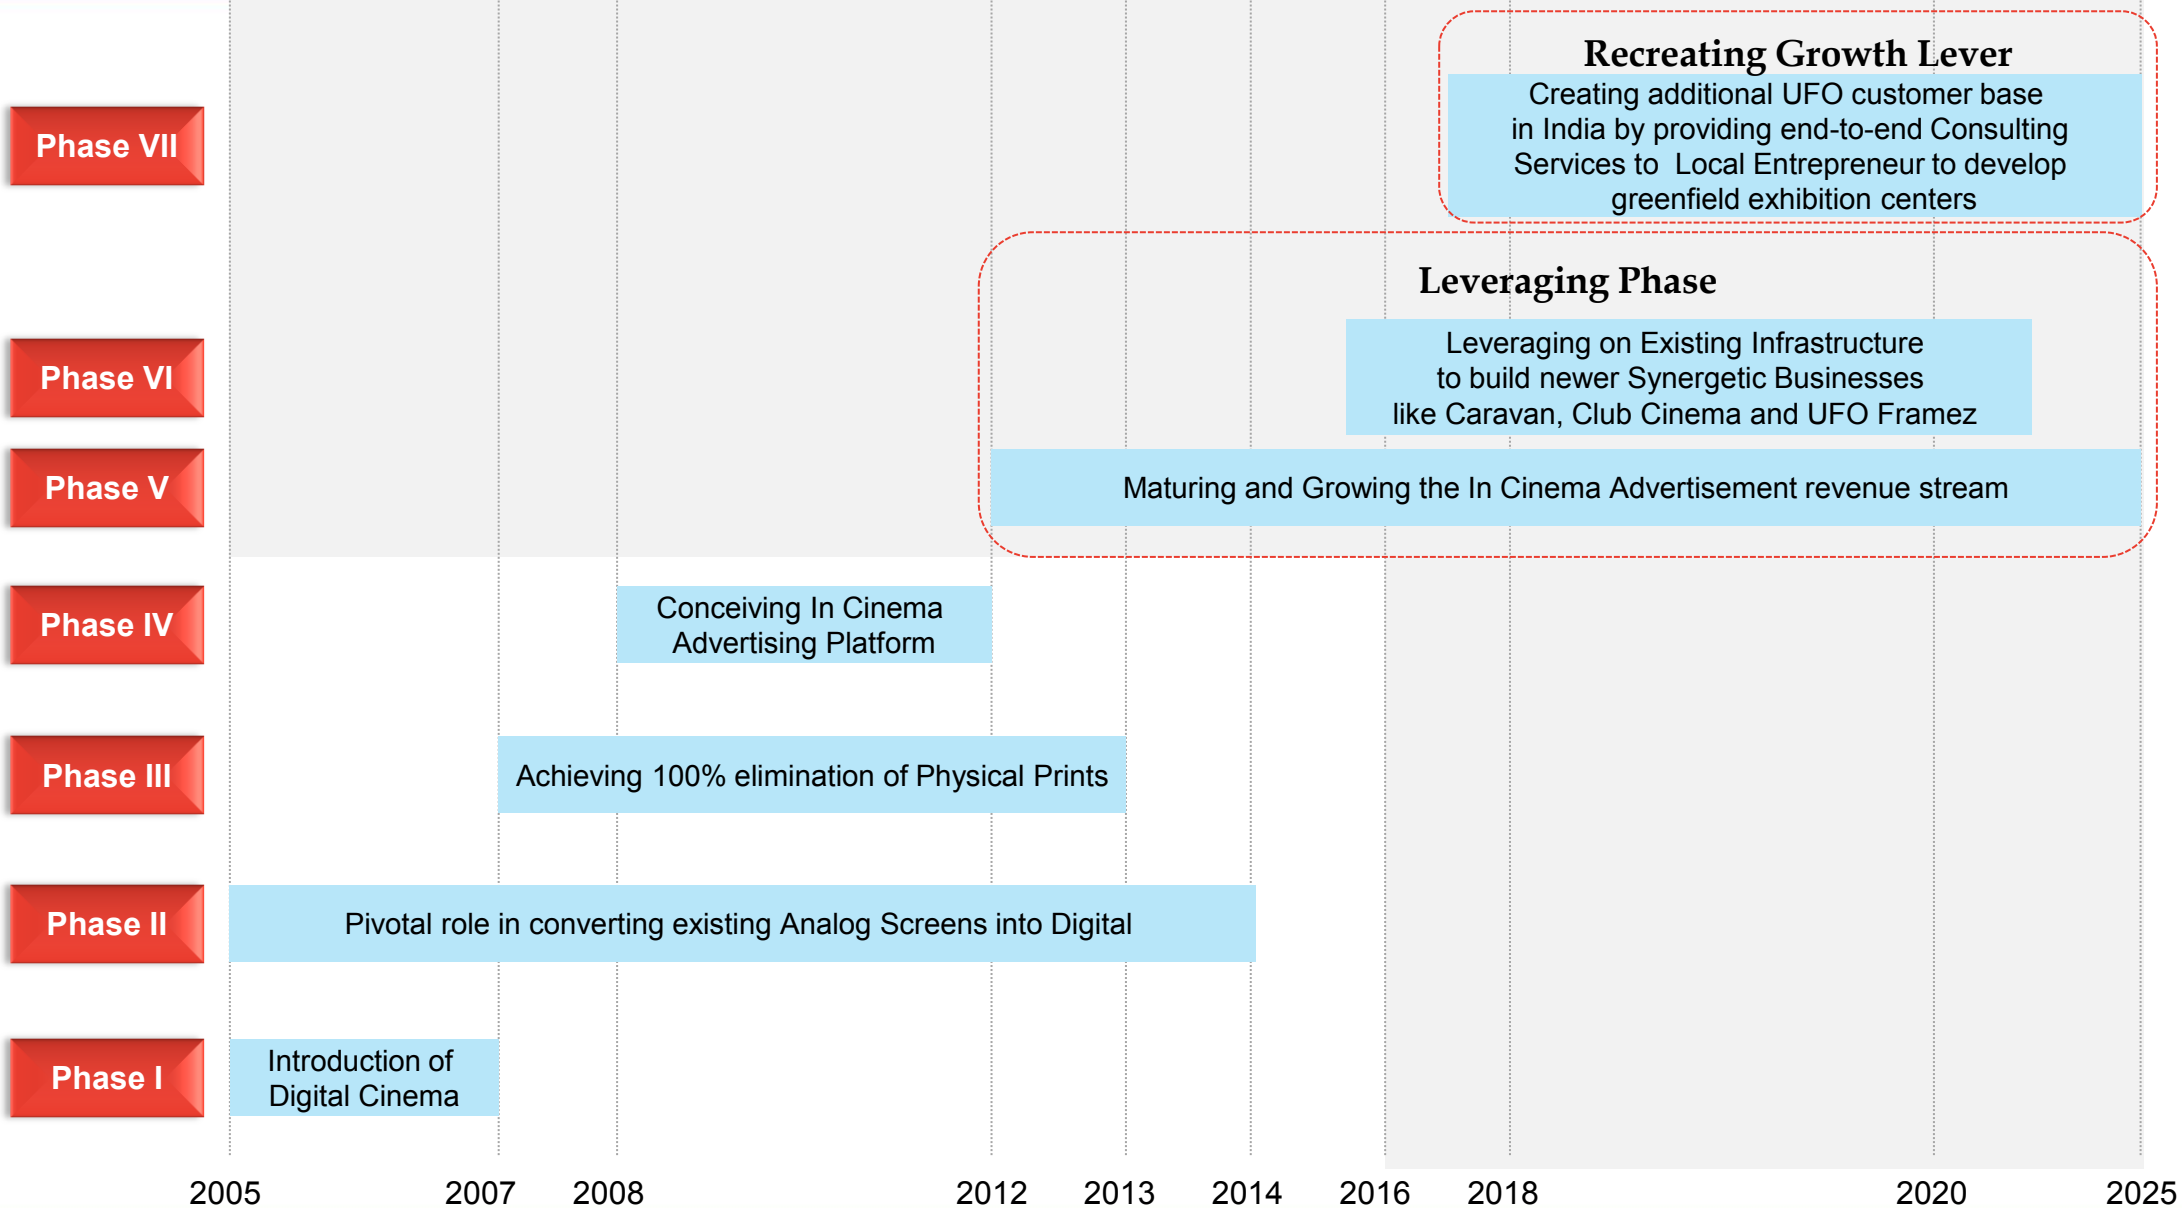 Recreating Growth Lever
Phase VII
Creating additional UFO customer base
in India by providing end-to-end Consulting
Services to Local Entrepreneur to develop
greenfield exhibition centers
Leveraging Phase
Phase VI
Leveraging on Existing Infrastructure
to build newer Synergetic Businesses
like Caravan, Club Cinema and UFO Framez
Phase V
Maturing and Growing the In Cinema Advertisement revenue stream
Phase IV
Conceiving In Cinema
Advertising Platform
Phase III
Achieving 100% elimination of Physical Prints
Phase II
Pivotal role in converting existing Analog Screens into Digital
Phase I
Introduction of
Digital Cinema
2005 2007 2008 2012 2013 2014 2016 2018 2020 2025